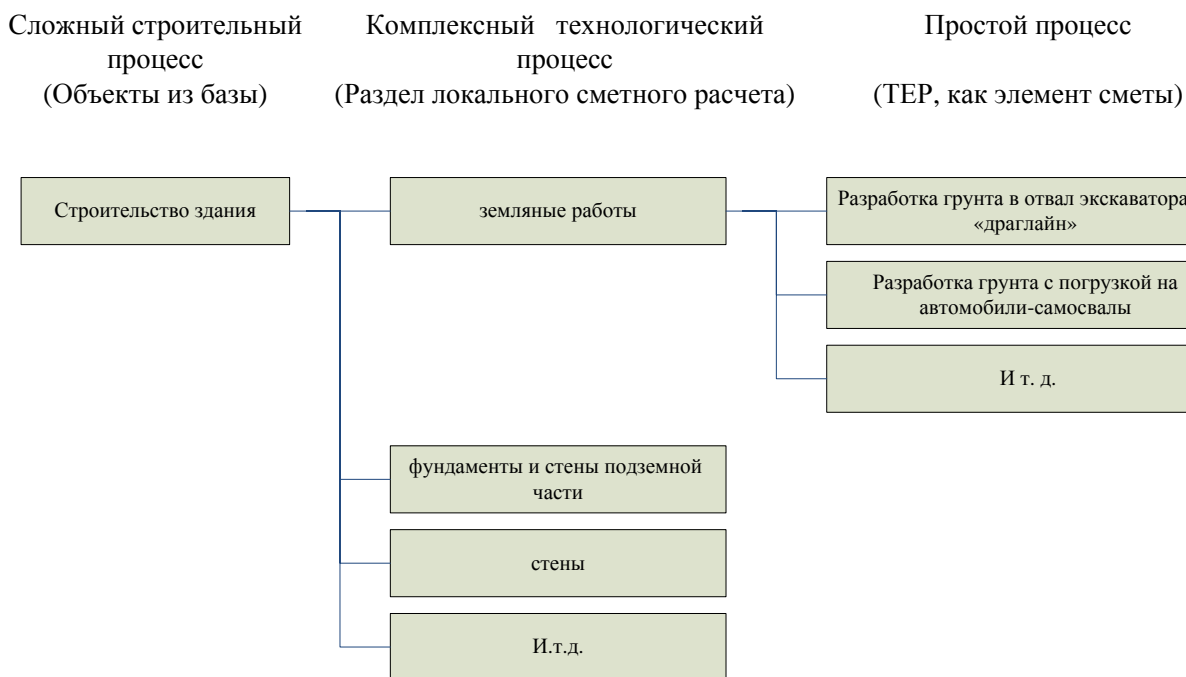 Сложный строительный
процесс
(Объекты из базы)
Комплексный технологический
процесс
(Раздел локального сметного расчета)
Простой процесс
(ТЕР, как элемент сметы)
Строительство здания
земляные работы
Разработка грунта в отвал экскаватора
«драглайн»
Разработка грунта с погрузкой на
автомобили-самосвалы
И т. д.
фундаменты и стены подземной
части
стены
И.т.д.